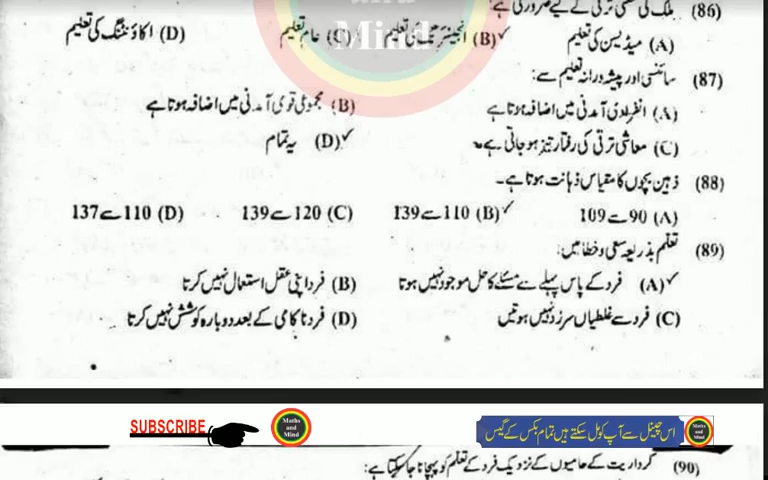 (86) ملک کی صنعتی ترقی کے لیے ضروری ہے:
(A) میڈیسن کی تعلیم (B)✓ انجینئرنگ کی تعلیم (C) عام تعلیم (D) اکاؤنٹنگ کی تعلیم
Mind
(87) سائنسی اور پیشہ ورانہ تعلیم سے:
(A) انفرادی آمدنی میں اضافہ ہوتا ہے (B) مجموعی قومی آمدنی میں اضافہ ہوتا ہے
(C) معاشی ترقی کی رفتار تیز ہو جاتی ہے (D)✓ یہ تمام
(88) ذہین بچوں کا مقیاس ذہانت ہوتا ہے۔
(A) 90 سے 109 (B)✓ 110 سے 139 (C) 120 سے 139 (D) 110 سے 137
(89) تعلم بذریعہ سعی و خطا میں:
(A)✓ فرد کے پاس پہلے سے مسئلے کا حل موجود نہیں ہوتا (B) فرد اپنی عقل استعمال نہیں کرتا
(C) فرد سے غلطیاں سرزد نہیں ہوتیں (D) فرد ناکامی کے بعد دوبارہ کوشش نہیں کرتا
SUBSCRIBE
Maths and Mind
اس چینل سے آپ کو مل سکتے ہیں تمام بکس کے گیس
Maths and Mind
(90) کرداریت کے حامیوں کے نزدیک فرد کے تعلم کو پہچانا جا سکتا ہے: